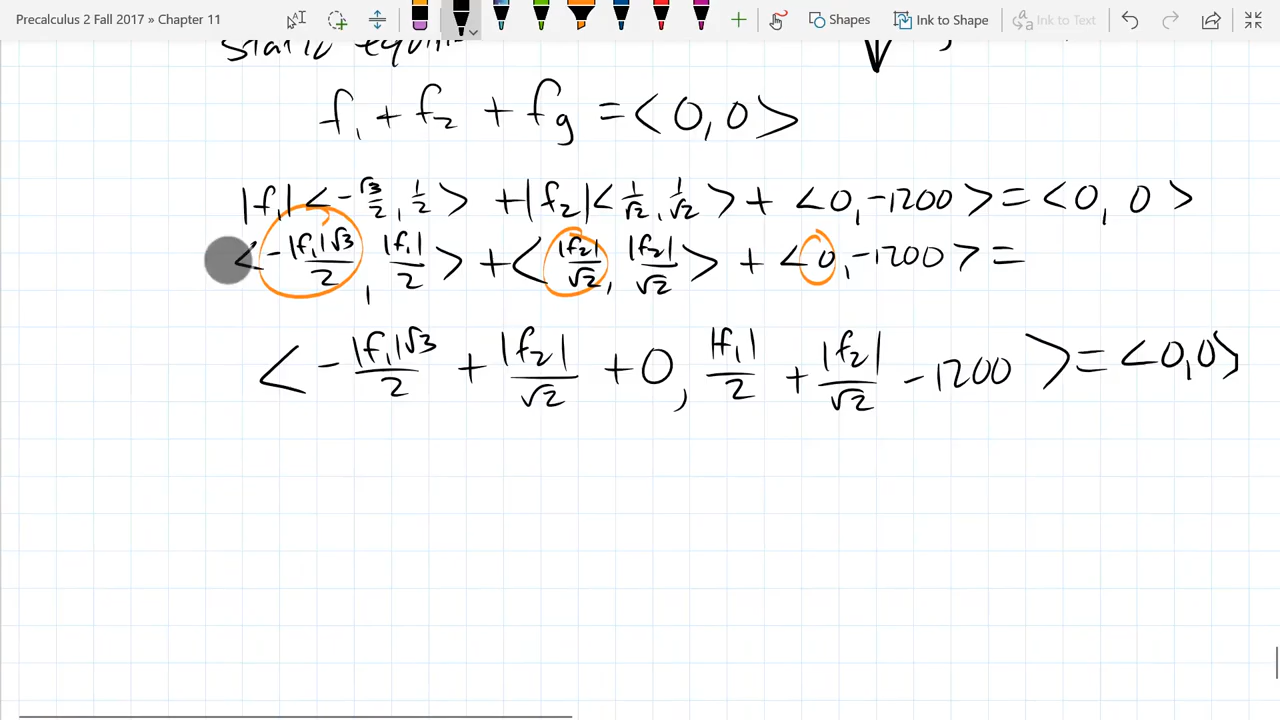 Precalculus 2 Fall 2017 » Chapter 11
Shapes Ink to Shape Ink to Text
static
f₁ + f₂ + fg = <0, 0>
|f₁|<-√3/2, 1/2> + |f₂|<1/√2, 1/√2> + <0, -1200> = <0, 0>
<-|f₁|√3/2, |f₁|/2> + <|f₂|/√2, |f₂|/√2> + <0, -1200> =
<-|f₁|√3/2 + |f₂|/√2 + 0, |f₁|/2 + |f₂|/√2 - 1200> = <0,0>